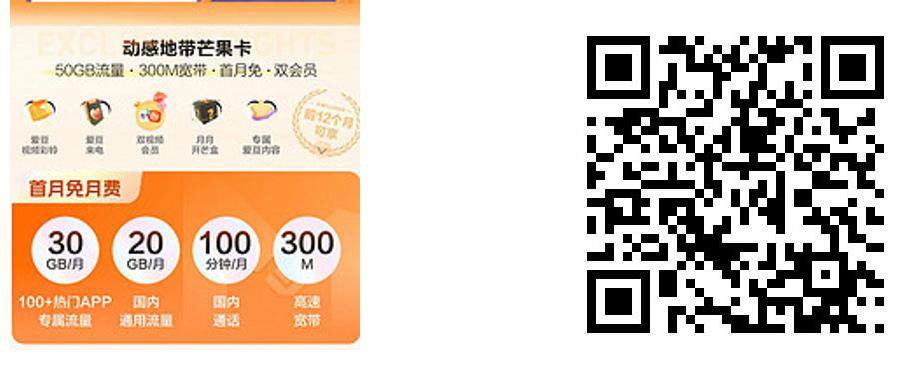 动感地带芒果卡
50GB流量·300M宽带·首月免·双会员
爱豆
视频彩铃
爱豆
来电
双视频
会员
月月
开芒盒
专属
爱豆内容
前12个月
可享
首月免月费
30
GB/月
20
GB/月
100
分钟/月
300
M
100+热门APP
专属流量
国内
通用流量
国内
通话
高速
宽带